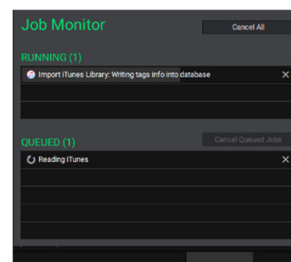 Job Monitor
Cancel All
RUNNING (1)
Import iTunes Library: Writing tags info into database
QUEUED (1)
Cancel Queued Jobs
Reading iTunes